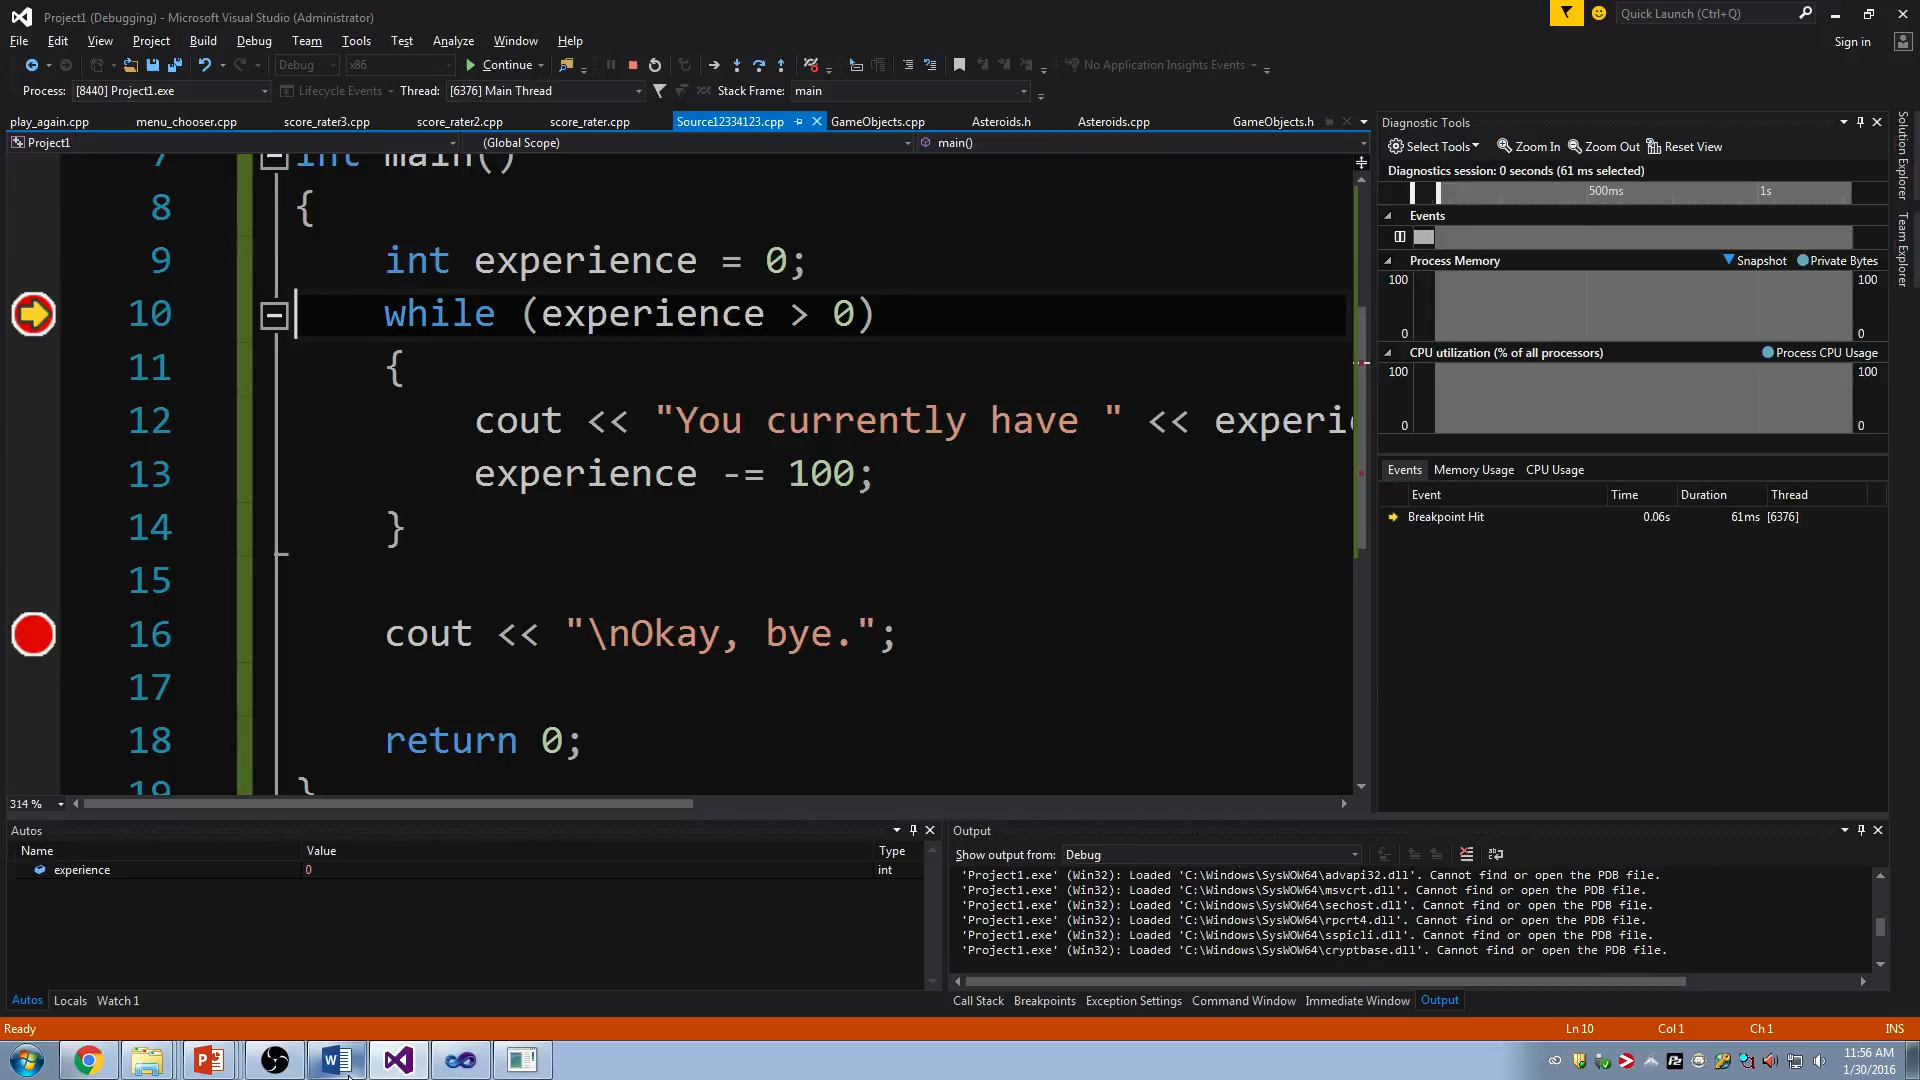 Project1 (Debugging) - Microsoft Visual Studio (Administrator)
Quick Launch (Ctrl+Q)
File Edit View Project Build Debug Team Tools Test Analyze Window Help
Sign in
Debug x86 Continue No Application Insights Events
Process: [8440] Project1.exe Lifecycle Events Thread: [6376] Main Thread Stack Frame: main
play_again.cpp menu_chooser.cpp score_rater3.cpp score_rater2.cpp score_rater.cpp Source12334123.cpp GameObjects.cpp Asteroids.h Asteroids.cpp GameObjects.h
Project1 (Global Scope) main()
7 int main()
8 {
9 int experience = 0;
10 while (experience > 0)
11 {
12 cout << "You currently have " << experi
13 experience -= 100;
14 }
15
16 cout << "\nOkay, bye.";
17
18 return 0;
19 }
314 %
Diagnostic Tools
Select Tools Zoom In Zoom Out Reset View
Diagnostics session: 0 seconds (61 ms selected)
500ms 1s
Events
Process Memory Snapshot Private Bytes
100 100
0 0
CPU utilization (% of all processors) Process CPU Usage
100 100
0 0
Events Memory Usage CPU Usage
Event Time Duration Thread
Breakpoint Hit 0.06s 61ms [6376]
Solution Explorer
Team Explorer
Autos
Name Value Type
experience 0 int
Autos Locals Watch 1
Output
Show output from: Debug
'Project1.exe' (Win32): Loaded 'C:\Windows\SysWOW64\advapi32.dll'. Cannot find or open the PDB file.
'Project1.exe' (Win32): Loaded 'C:\Windows\SysWOW64\msvcrt.dll'. Cannot find or open the PDB file.
'Project1.exe' (Win32): Loaded 'C:\Windows\SysWOW64\sechost.dll'. Cannot find or open the PDB file.
'Project1.exe' (Win32): Loaded 'C:\Windows\SysWOW64\rpcrt4.dll'. Cannot find or open the PDB file.
'Project1.exe' (Win32): Loaded 'C:\Windows\SysWOW64\sspicli.dll'. Cannot find or open the PDB file.
'Project1.exe' (Win32): Loaded 'C:\Windows\SysWOW64\cryptbase.dll'. Cannot find or open the PDB file.
Call Stack Breakpoints Exception Settings Command Window Immediate Window Output
Ready Ln 10 Col 1 Ch 1 INS
11:56 AM
1/30/2016